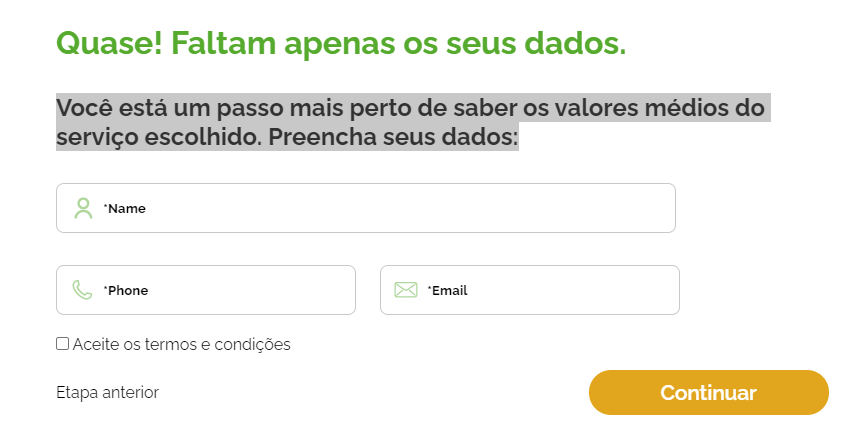 Quase! Faltam apenas os seus dados.
Você está um passo mais perto de saber os valores médios do
serviço escolhido. Preencha seus dados:
*Name
*Phone
*Email
Aceite os termos e condições
Etapa anterior
Continuar